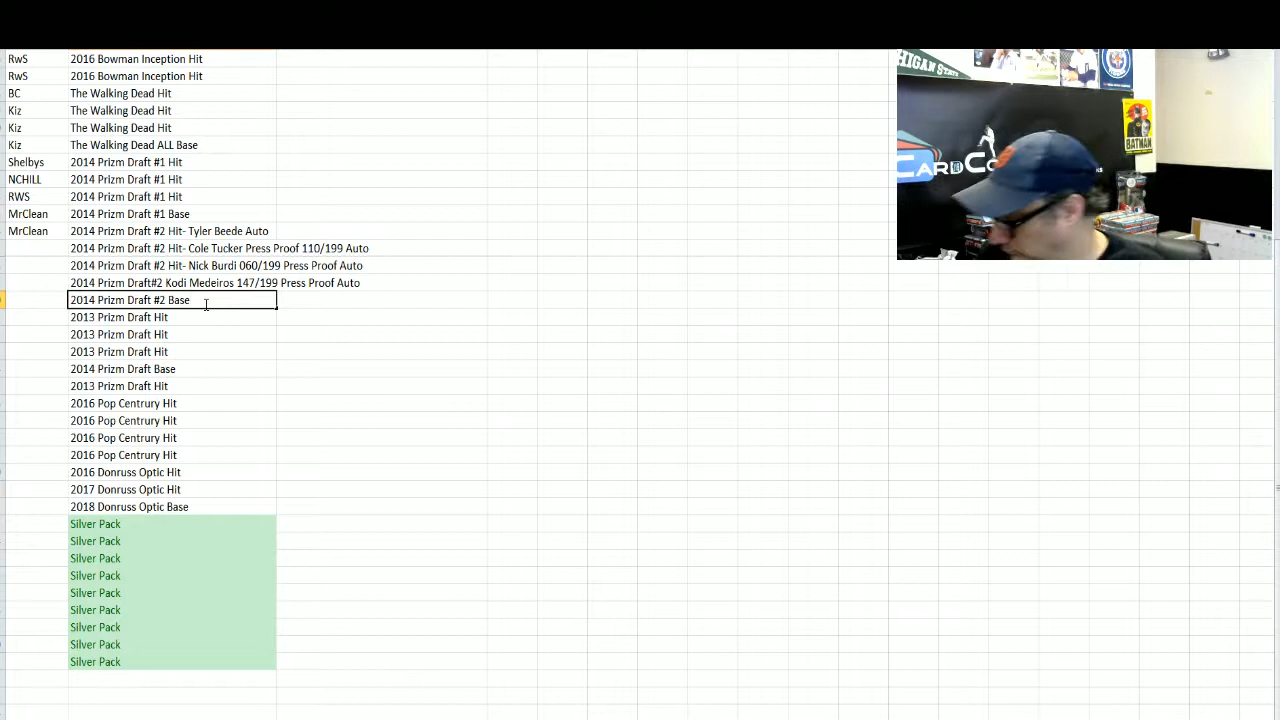 RwS 2016 Bowman Inception Hit
RwS 2016 Bowman Inception Hit
BC The Walking Dead Hit
Kiz The Walking Dead Hit
Kiz The Walking Dead Hit
Kiz The Walking Dead ALL Base
Shelbys 2014 Prizm Draft #1 Hit
NCHILL 2014 Prizm Draft #1 Hit
RWS 2014 Prizm Draft #1 Hit
MrClean 2014 Prizm Draft #1 Base
MrClean 2014 Prizm Draft #2 Hit- Tyler Beede Auto
2014 Prizm Draft #2 Hit- Cole Tucker Press Proof 110/199 Auto
2014 Prizm Draft #2 Hit- Nick Burdi 060/199 Press Proof Auto
2014 Prizm Draft#2 Kodi Medeiros 147/199 Press Proof Auto
2014 Prizm Draft #2 Base
2013 Prizm Draft Hit
2013 Prizm Draft Hit
2013 Prizm Draft Hit
2014 Prizm Draft Base
2013 Prizm Draft Hit
2016 Pop Centrury Hit
2016 Pop Centrury Hit
2016 Pop Centrury Hit
2016 Pop Centrury Hit
2016 Donruss Optic Hit
2017 Donruss Optic Hit
2018 Donruss Optic Base
Silver Pack
Silver Pack
Silver Pack
Silver Pack
Silver Pack
Silver Pack
Silver Pack
Silver Pack
Silver Pack
HIGAN STATE
BATMAN
CARDCO